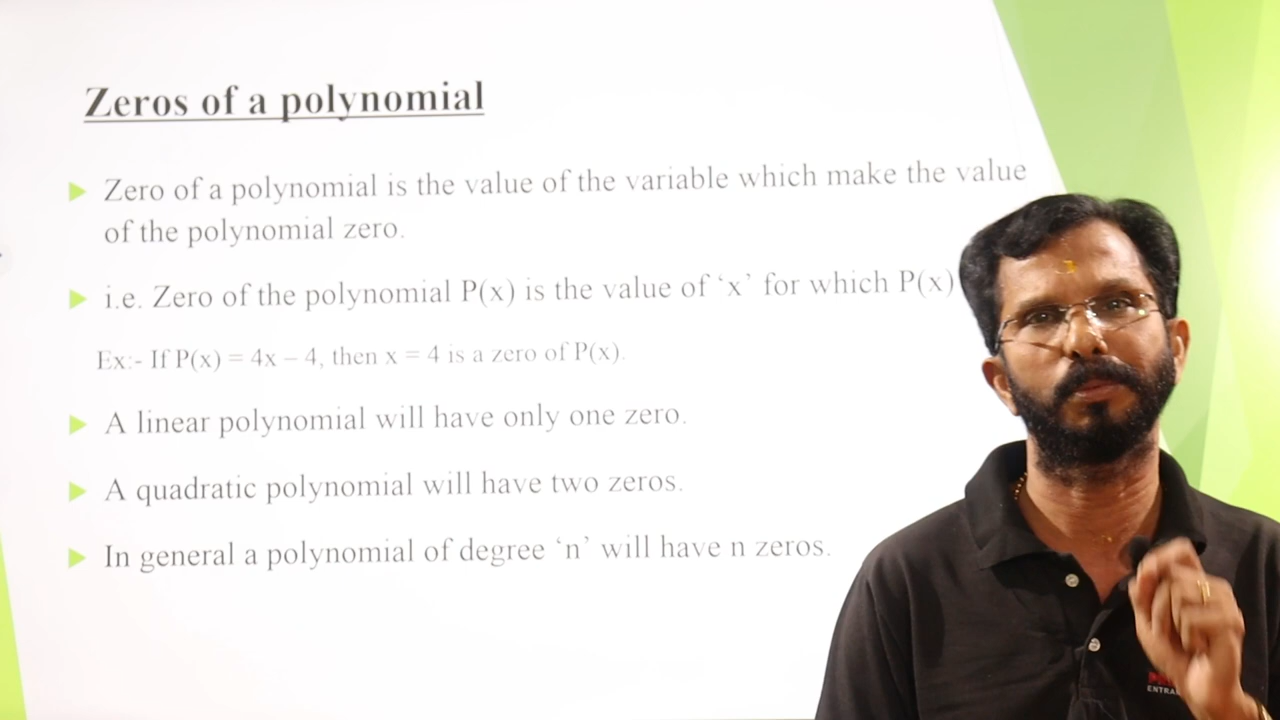 Zeros of a polynomial
Zero of a polynomial is the value of the variable which make the value
of the polynomial zero.
i.e. Zero of the polynomial P(x) is the value of ‘x’ for which P(x)
Ex:- If P(x) = 4x – 4, then x = 4 is a zero of P(x).
A linear polynomial will have only one zero.
A quadratic polynomial will have two zeros.
In general a polynomial of degree ‘n’ will have n zeros.